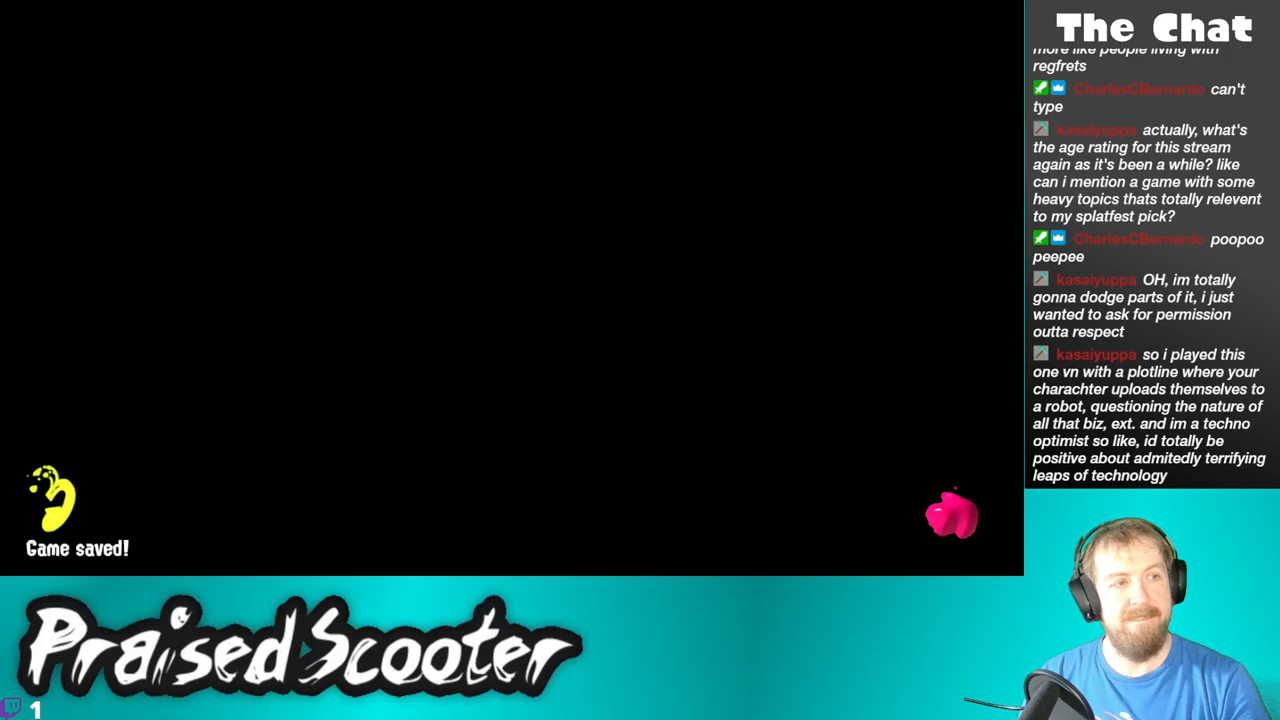 The Chat
more like people living with
regfrets
CharlesCBernardo can't
type
kasaiyuppa actually, what's
the age rating for this stream
again as it's been a while? like
can i mention a game with some
heavy topics thats totally relevent
to my splatfest pick?
CharlesCBernardo poopoo
peepee
kasaiyuppa OH, im totally
gonna dodge parts of it, i just
wanted to ask for permission
outta respect
kasaiyuppa so i played this
one vn with a plotline where your
charachter uploads themselves to
a robot, questioning the nature of
all that biz, ext. and im a techno
optimist so like, id totally be
positive about admitedly terrifying
leaps of technology
Game saved!
PraisedScooter
1